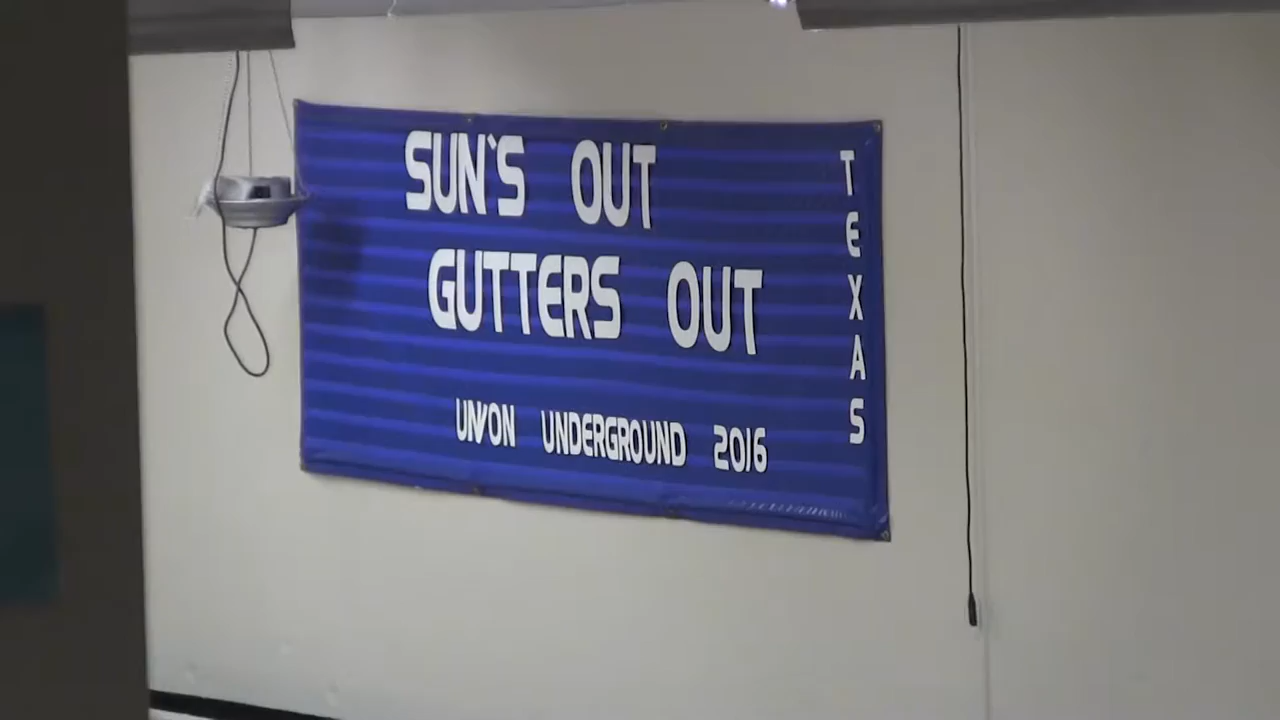 SUN'S OUT
GUTTERS OUT
UNION UNDERGROUND 2016
TEXAS